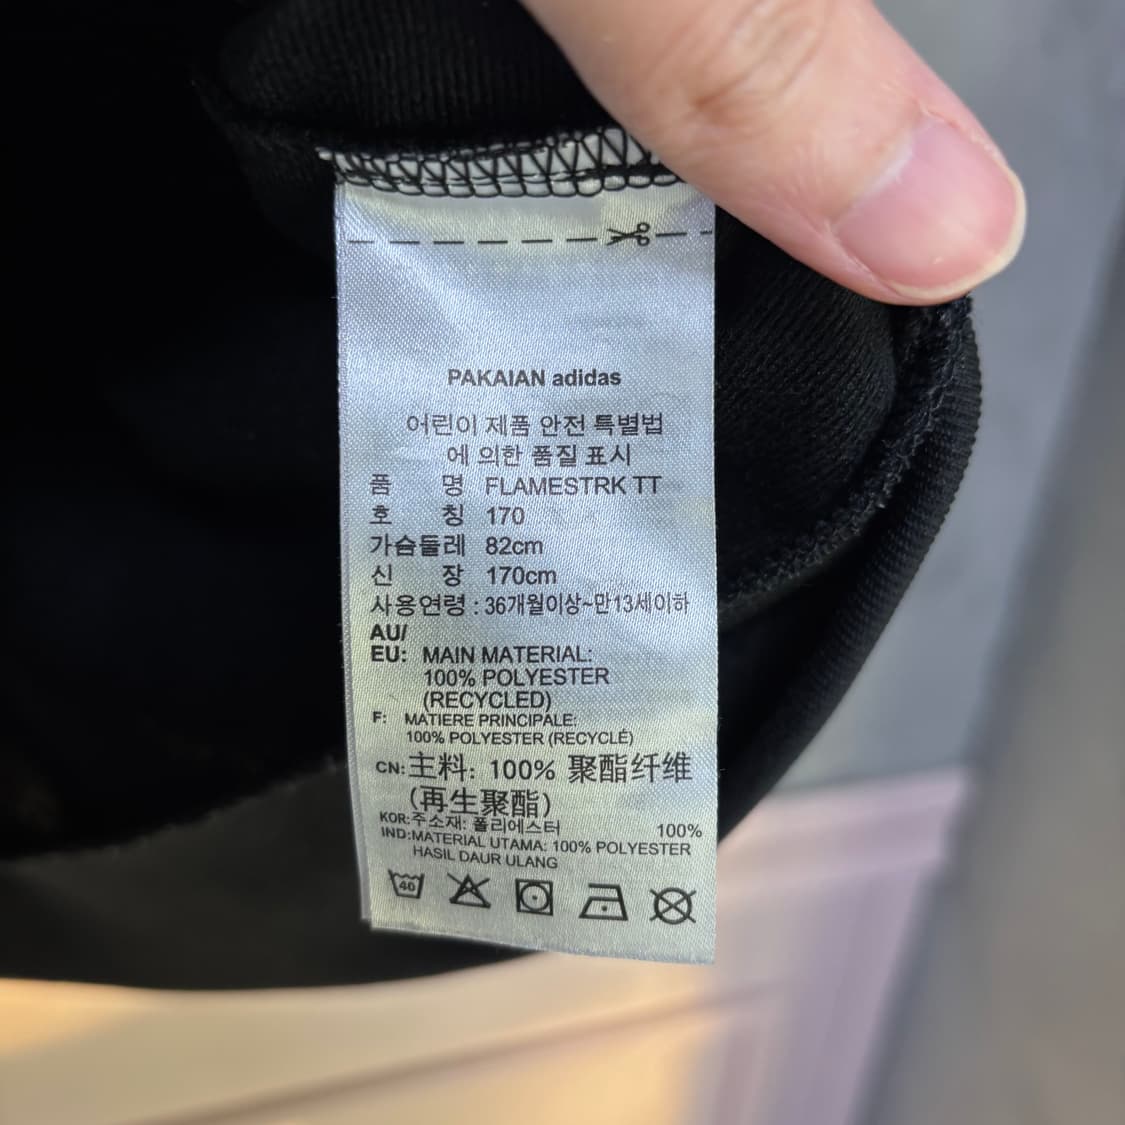 PAKAIAN adidas
어린이 제품 안전 특별법
에 의한 품질 표시
품 명 FLAMESTRK TT
호 칭 170
가슴둘레 82cm
신 장 170cm
사용연령 : 36개월이상~만13세이하
AU/
EU: MAIN MATERIAL:
100% POLYESTER
(RECYCLED)
F: MATIERE PRINCIPALE:
100% POLYESTER (RECYCLÉ)
CN:主料: 100% 聚酯纤维
(再生聚酯)
KOR:주소재: 폴리에스터 100%
IND:MATERIAL UTAMA: 100% POLYESTER
HASIL DAUR ULANG
40